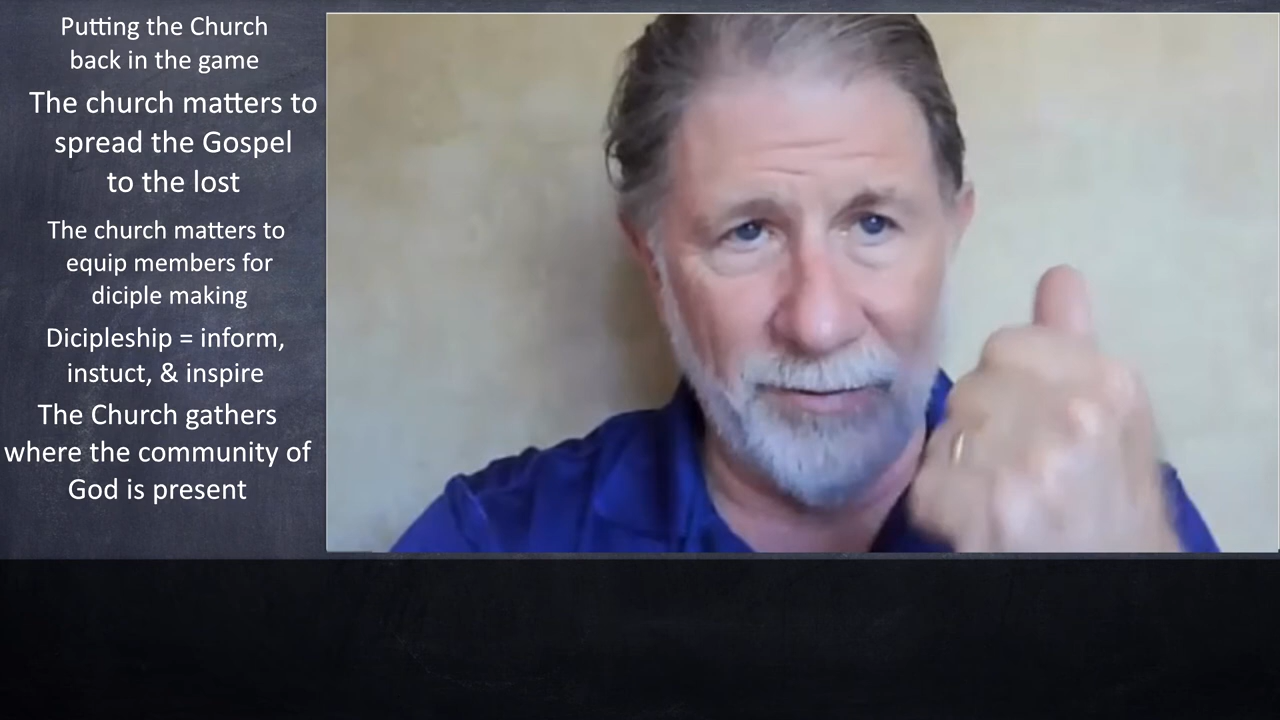 Putting the Church
back in the game
The church matters to
spread the Gospel
to the lost
The church matters to
equip members for
diciple making
Dicipleship = inform,
instuct, & inspire
The Church gathers
where the community of
God is present